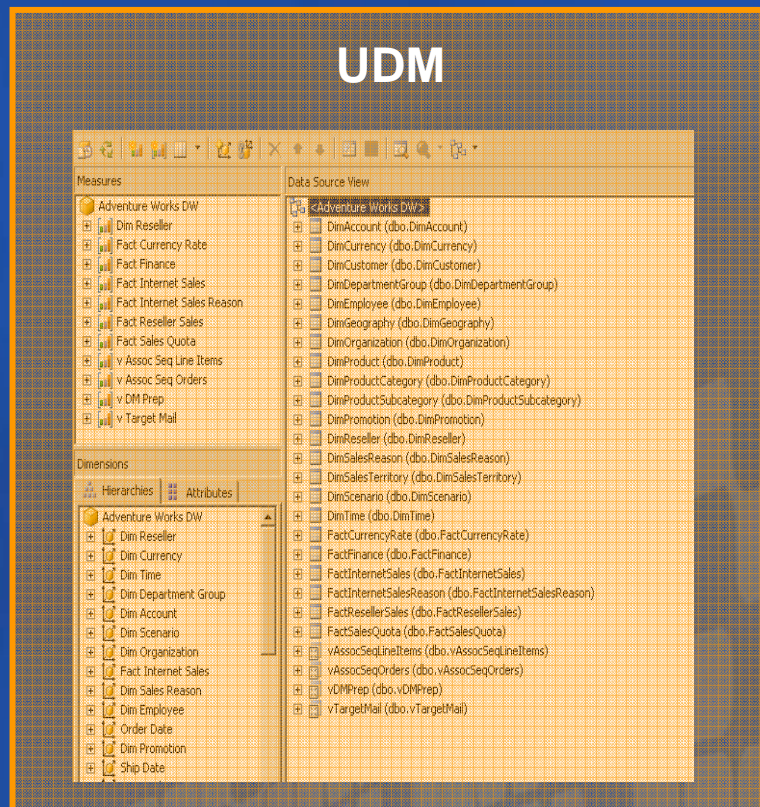 UDM
Measures
Adventure Works DW
Dim Reseller
Fact Currency Rate
Fact Finance
Fact Internet Sales
Fact Internet Sales Reason
Fact Reseller Sales
Fact Sales Quota
v Assoc Seq Line Items
v Assoc Seq Orders
v DM Prep
v Target Mail
Dimensions
Hierarchies Attributes
Adventure Works DW
Dim Reseller
Dim Currency
Dim Time
Dim Department Group
Dim Account
Dim Scenario
Dim Organization
Fact Internet Sales
Dim Sales Reason
Dim Employee
Order Date
Dim Promotion
Ship Date
Data Source View
<Adventure Works DW>
DimAccount (dbo.DimAccount)
DimCurrency (dbo.DimCurrency)
DimCustomer (dbo.DimCustomer)
DimDepartmentGroup (dbo.DimDepartmentGroup)
DimEmployee (dbo.DimEmployee)
DimGeography (dbo.DimGeography)
DimOrganization (dbo.DimOrganization)
DimProduct (dbo.DimProduct)
DimProductCategory (dbo.DimProductCategory)
DimProductSubcategory (dbo.DimProductSubcategory)
DimPromotion (dbo.DimPromotion)
DimReseller (dbo.DimReseller)
DimSalesReason (dbo.DimSalesReason)
DimSalesTerritory (dbo.DimSalesTerritory)
DimScenario (dbo.DimScenario)
DimTime (dbo.DimTime)
FactCurrencyRate (dbo.FactCurrencyRate)
FactFinance (dbo.FactFinance)
FactInternetSales (dbo.FactInternetSales)
FactInternetSalesReason (dbo.FactInternetSalesReason)
FactResellerSales (dbo.FactResellerSales)
FactSalesQuota (dbo.FactSalesQuota)
vAssocSeqLineItems (dbo.vAssocSeqLineItems)
vAssocSeqOrders (dbo.vAssocSeqOrders)
vDMPrep (dbo.vDMPrep)
vTargetMail (dbo.vTargetMail)